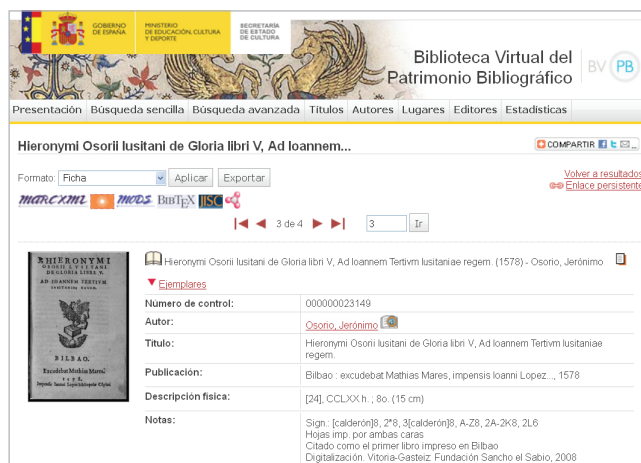 GOBIERNO DE ESPAÑA
MINISTERIO DE EDUCACIÓN, CULTURA Y DEPORTE
SECRETARÍA DE ESTADO DE CULTURA
Biblioteca Virtual del
Patrimonio Bibliográfico
BV PB
Presentación Búsqueda sencilla Búsqueda avanzada Títulos Autores Lugares Editores Estadísticas
Hieronymi Osorii lusitani de Gloria libri V, Ad Ioannem...
COMPARTIR
Formato: Ficha Aplicar Exportar
Volver a resultados
Enlace persistente
MARCXML MODS BIBTEX JISC
3 de 4 3 Ir
HIERONYMI
OSORII LVSITANI
DE GLORIA LIBRI V.
AD IOANNEM TERTIVM
BILBAO.
Excudebat Mathias Mares.
1578.
Hieronymi Osorii lusitani de Gloria libri V, Ad Ioannem Tertivm lusitaniae regem. (1578) - Osorio, Jerónimo
Ejemplares
Número de control: 000000023149
Autor: Osorio, Jerónimo
Título: Hieronymi Osorii lusitani de Gloria libri V, Ad Ioannem Tertivm lusitaniae
regem.
Publicación: Bilbao : excudebat Mathias Mares, impensis Ioanni Lopez..., 1578
Descripción física: [24], CCLXX h. ; 8o. (15 cm)
Notas: Sign.: [calderón]8, 2*8, 3[calderón]8, A-Z8, 2A-2K8, 2L6
Hojas imp. por ambas caras
Citado como el primer libro impreso en Bilbao
Digitalización. Vitoria-Gasteiz: Fundación Sancho el Sabio, 2008